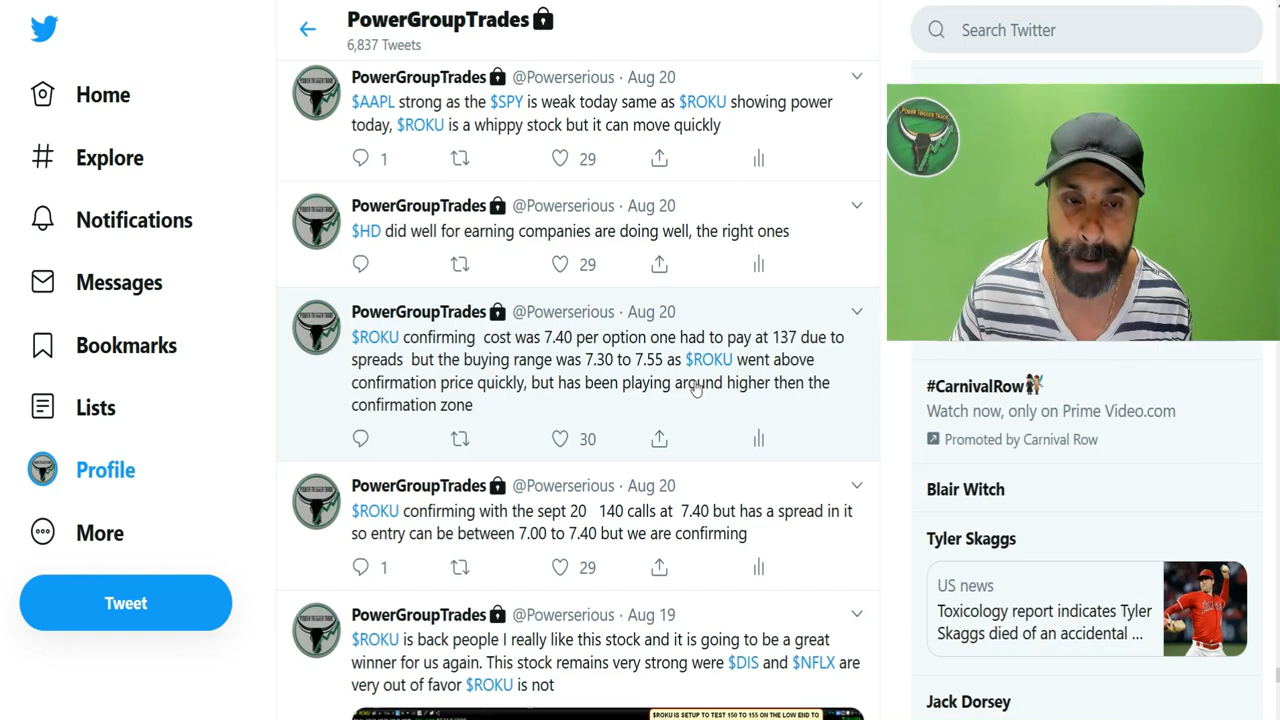 PowerGroupTrades
6,837 Tweets
Search Twitter
Home
Explore
Notifications
Messages
Bookmarks
Lists
Profile
More
Tweet
PowerGroupTrades @Powerserious · Aug 20
$AAPL strong as the $SPY is weak today same as $ROKU showing power
today, $ROKU is a whippy stock but it can move quickly
1 29
PowerGroupTrades @Powerserious · Aug 20
$HD did well for earning companies are doing well, the right ones
29
PowerGroupTrades @Powerserious · Aug 20
$ROKU confirming cost was 7.40 per option one had to pay at 137 due to
spreads but the buying range was 7.30 to 7.55 as $ROKU went above
confirmation price quickly, but has been playing around higher then the
confirmation zone
30
PowerGroupTrades @Powerserious · Aug 20
$ROKU confirming with the sept 20 140 calls at 7.40 but has a spread in it
so entry can be between 7.00 to 7.40 but we are confirming
1 29
PowerGroupTrades @Powerserious · Aug 19
$ROKU is back people I really like this stock and it is going to be a great
winner for us again. This stock remains very strong were $DIS and $NFLX are
very out of favor $ROKU is not
$ROKU IS SETUP TO TEST 150 TO 155 ON THE LOW END TO
POWER TRIGGER TRADE
#CarnivalRow
Watch now, only on Prime Video.com
Promoted by Carnival Row
Blair Witch
Tyler Skaggs
US news
Toxicology report indicates Tyler
Skaggs died of an accidental ...
Jack Dorsey